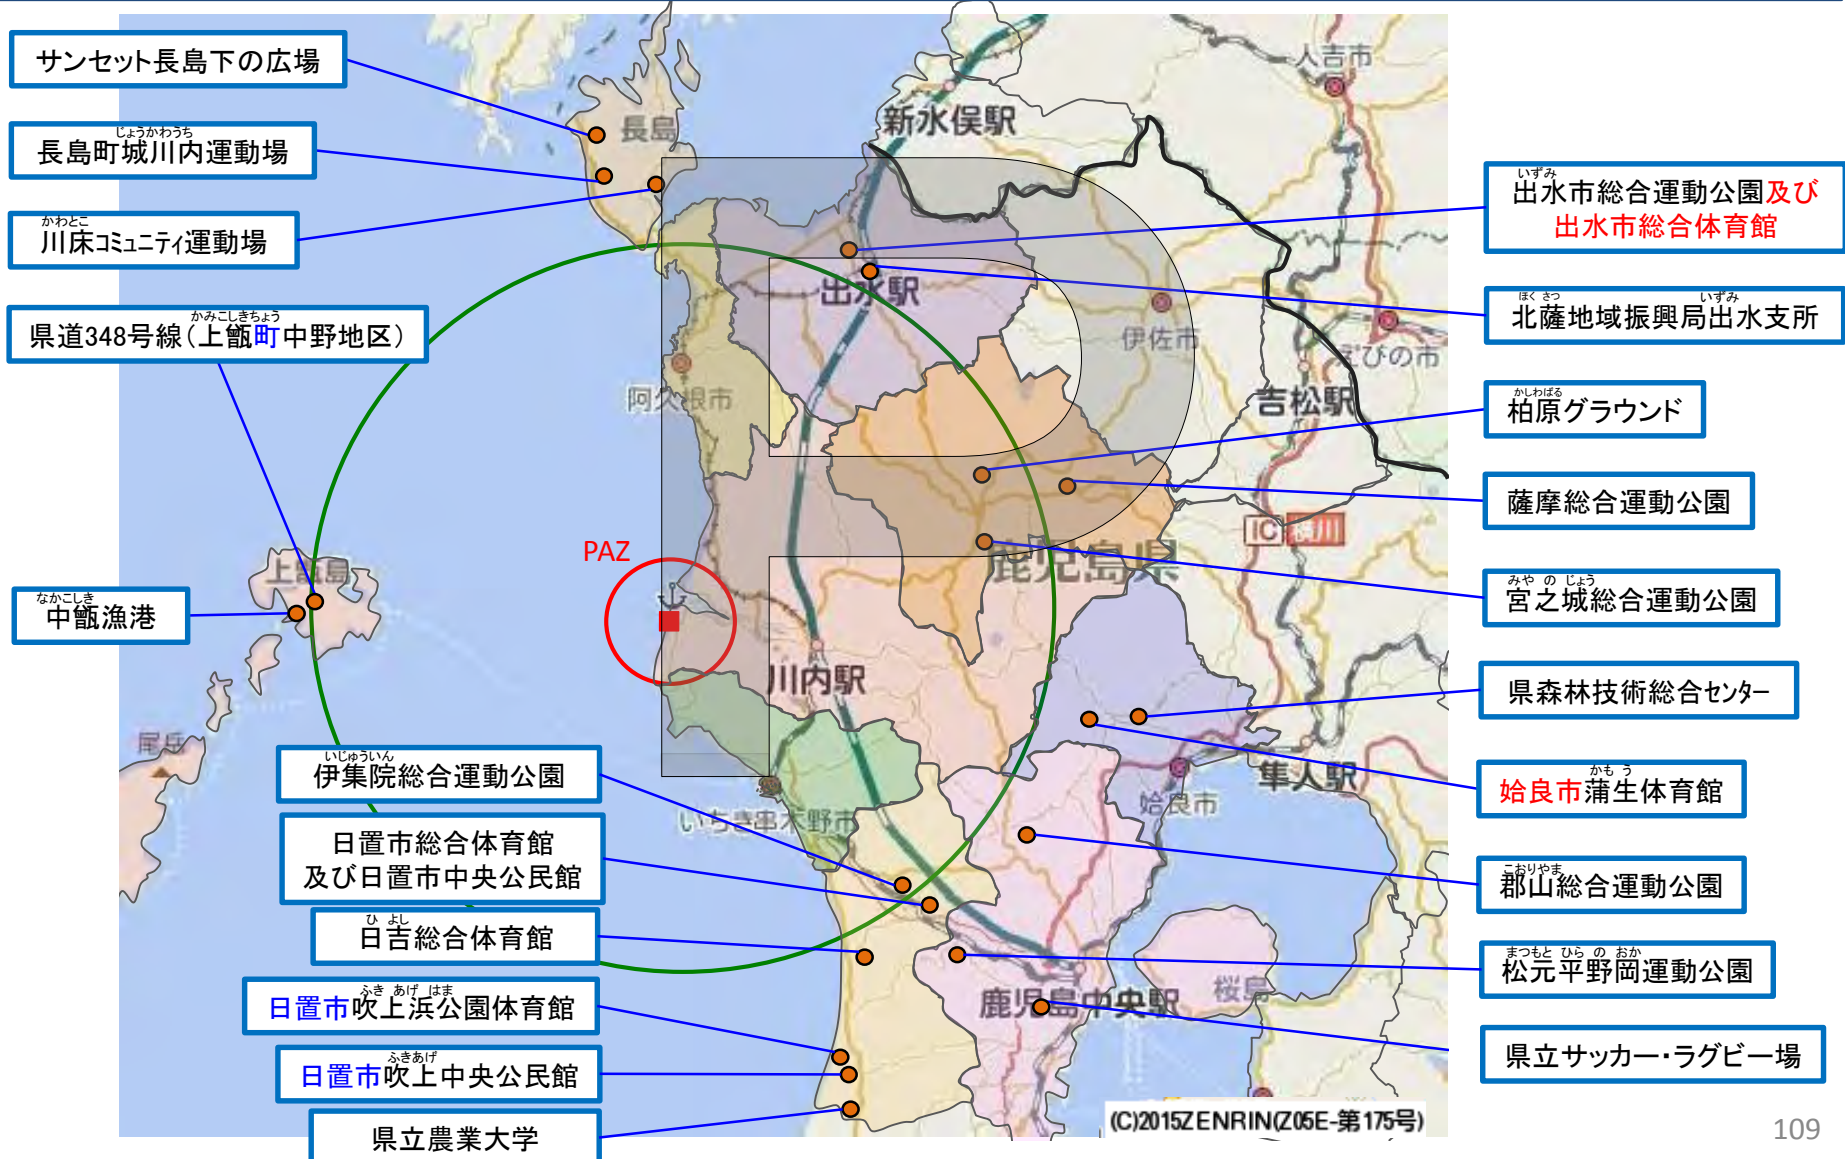 サンセット長島下の広場
じょうかわうち
長島町城川内運動場
かわとこ
川床コミュニティ運動場
かみこしきちょう
県道348号線（上甑町中野地区）
なかこしき
中甑漁港
いじゅういん
伊集院総合運動公園
日置市総合体育館
及び日置市中央公民館
ひ よし
日吉総合体育館
ふき あげ はま
日置市吹上浜公園体育館
ふきあげ
日置市吹上中央公民館
県立農業大学
長島
新水俣駅
人吉市
出水駅
伊佐市
えびの市
阿久根市
吉松駅
IC 横川
鹿児島県
上甑島
PAZ
川内駅
尾岳
いちき串木野市
姶良市
隼人駅
鹿児島中央駅
桜島
いずみ
出水市総合運動公園及び
出水市総合体育館
ほく さつ いずみ
北薩地域振興局出水支所
かしわばる
柏原グラウンド
薩摩総合運動公園
みや の じょう
宮之城総合運動公園
県森林技術総合センター
かも う
姶良市蒲生体育館
こおりやま
郡山総合運動公園
まつもと ひら の おか
松元平野岡運動公園
県立サッカー・ラグビー場
(C)2015ZENRIN(Z05E-第175号)
109